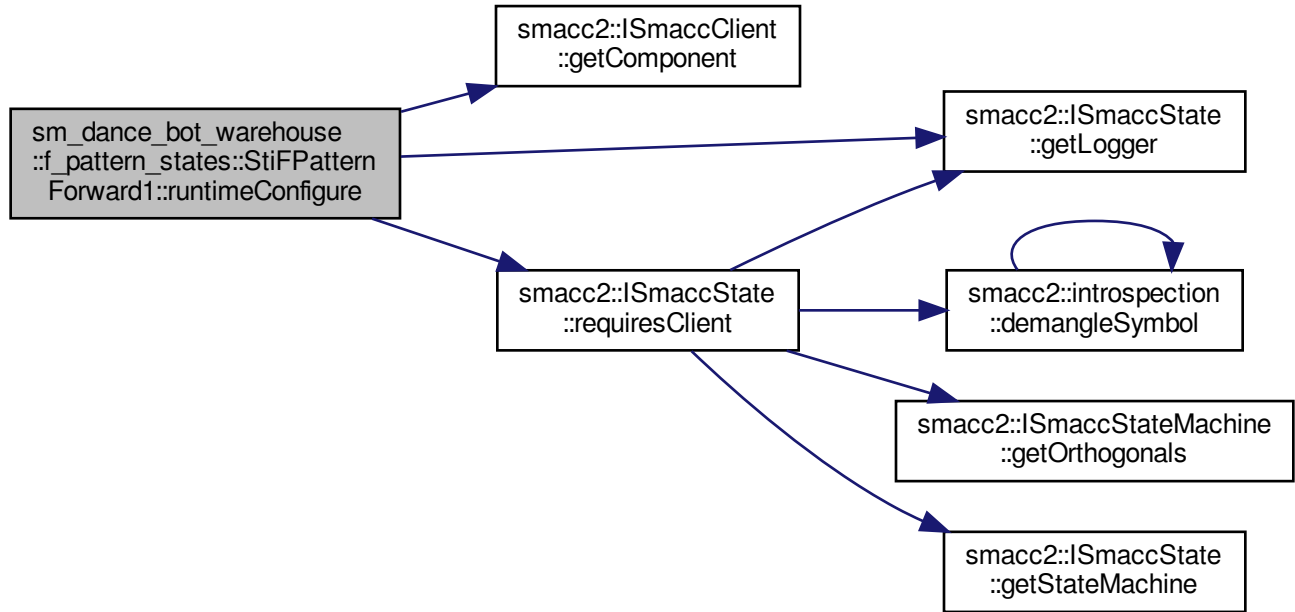 smacc2::ISmaccClient
::getComponent
sm_dance_bot_warehouse
::f_pattern_states::StiFPattern
Forward1::runtimeConfigure
smacc2::ISmaccState
::getLogger
smacc2::ISmaccState
::requiresClient
smacc2::introspection
::demangleSymbol
smacc2::ISmaccStateMachine
::getOrthogonals
smacc2::ISmaccState
::getStateMachine